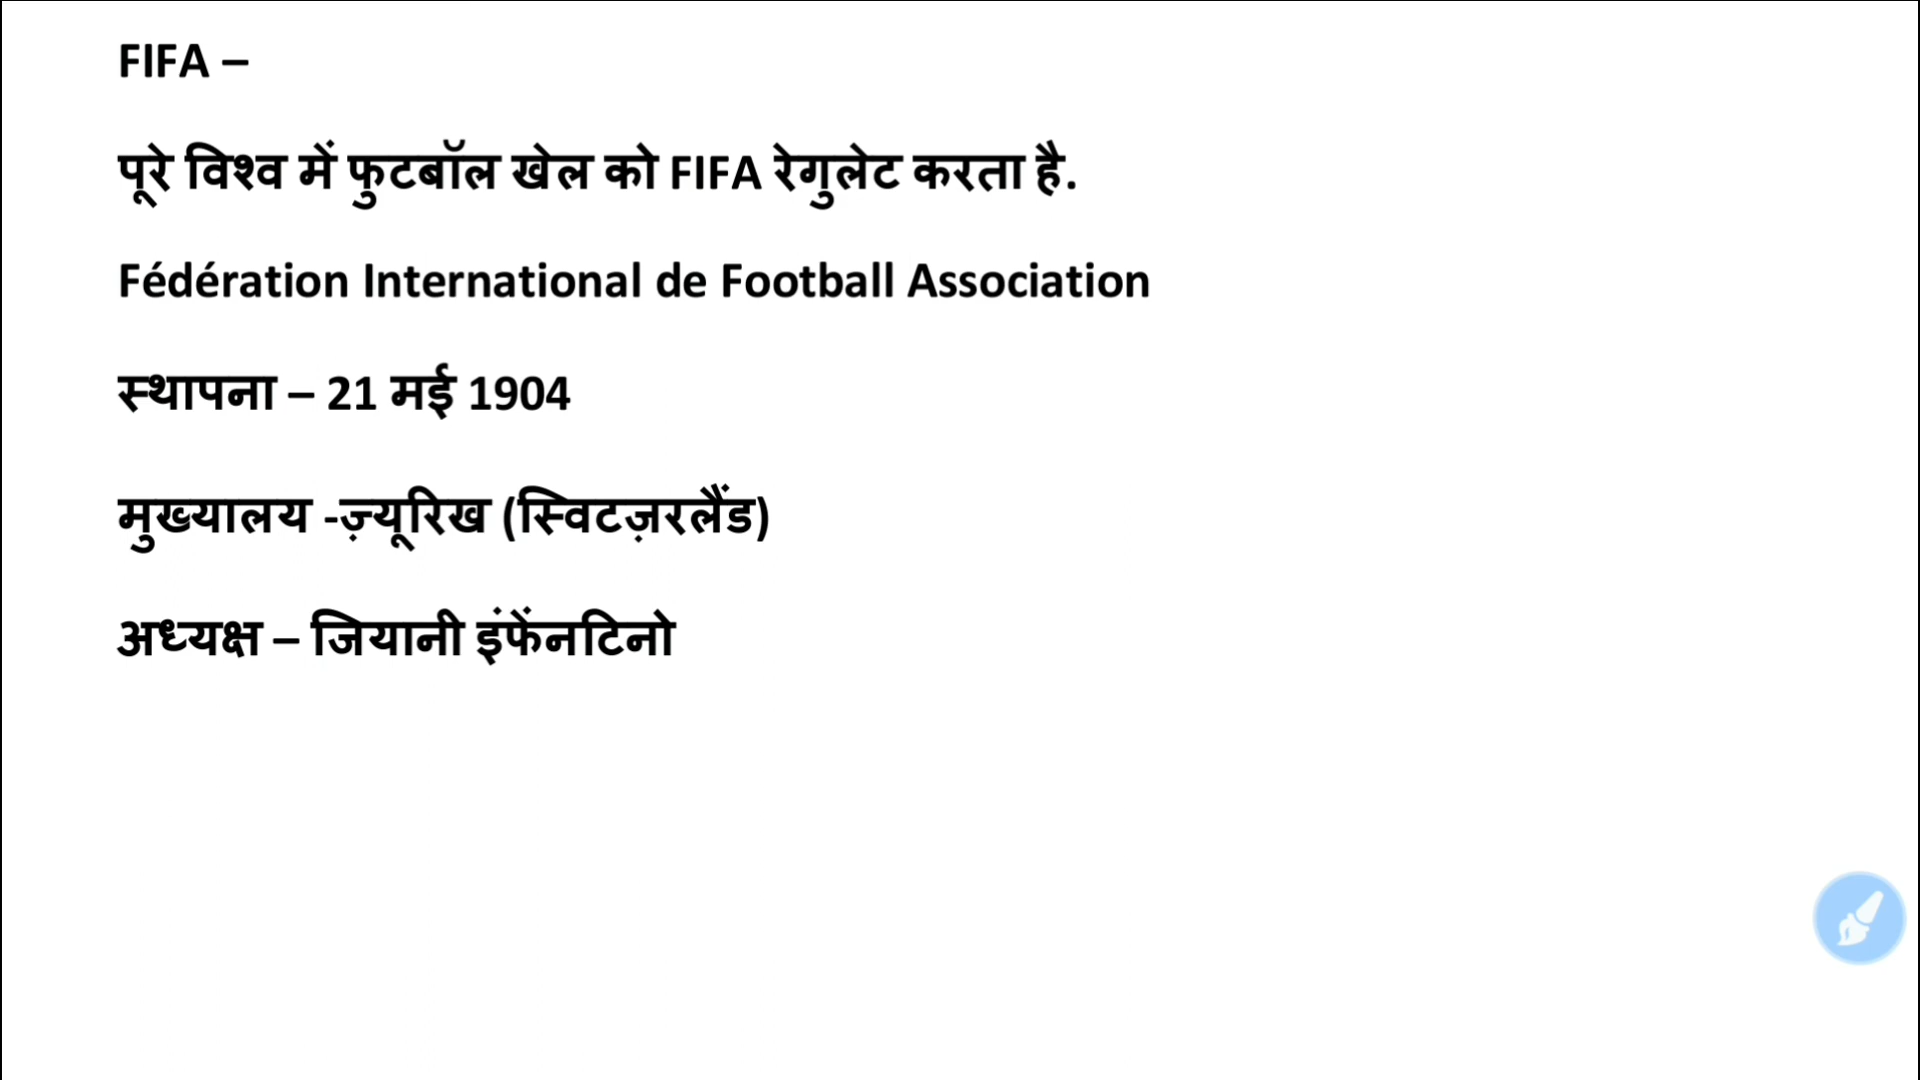 FIFA –
पूरे विश्व में फुटबॉल खेल को FIFA रेगुलेट करता है.
Fédération International de Football Association
स्थापना – 21 मई 1904
मुख्यालय -ज़्यूरिख (स्विटज़रलैंड)
अध्यक्ष – जियानी इंफेंनटिनो